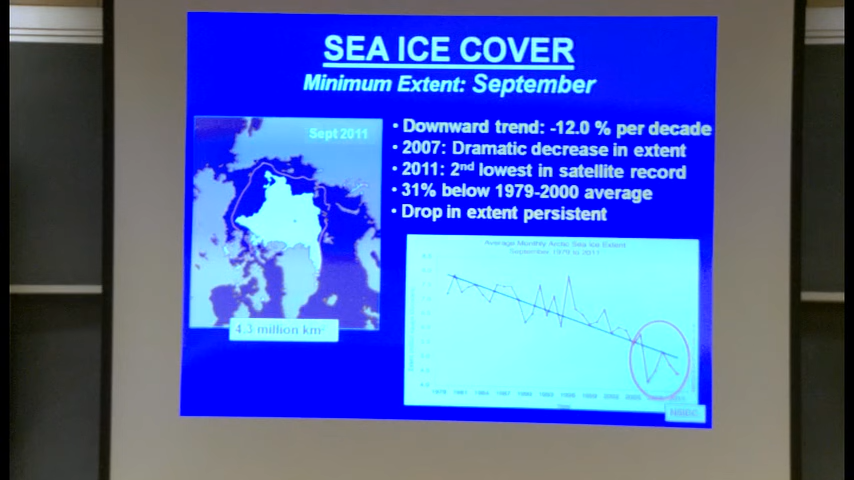 SEA ICE COVER
Minimum Extent: September
Sept 2011
• Downward trend: -12.0 % per decade
• 2007: Dramatic decrease in extent
• 2011: 2nd lowest in satellite record
• 31% below 1979-2000 average
• Drop in extent persistent
4.3 million km²
Average Monthly Arctic Sea Ice Extent
September 1979 to 2011
NSIDC